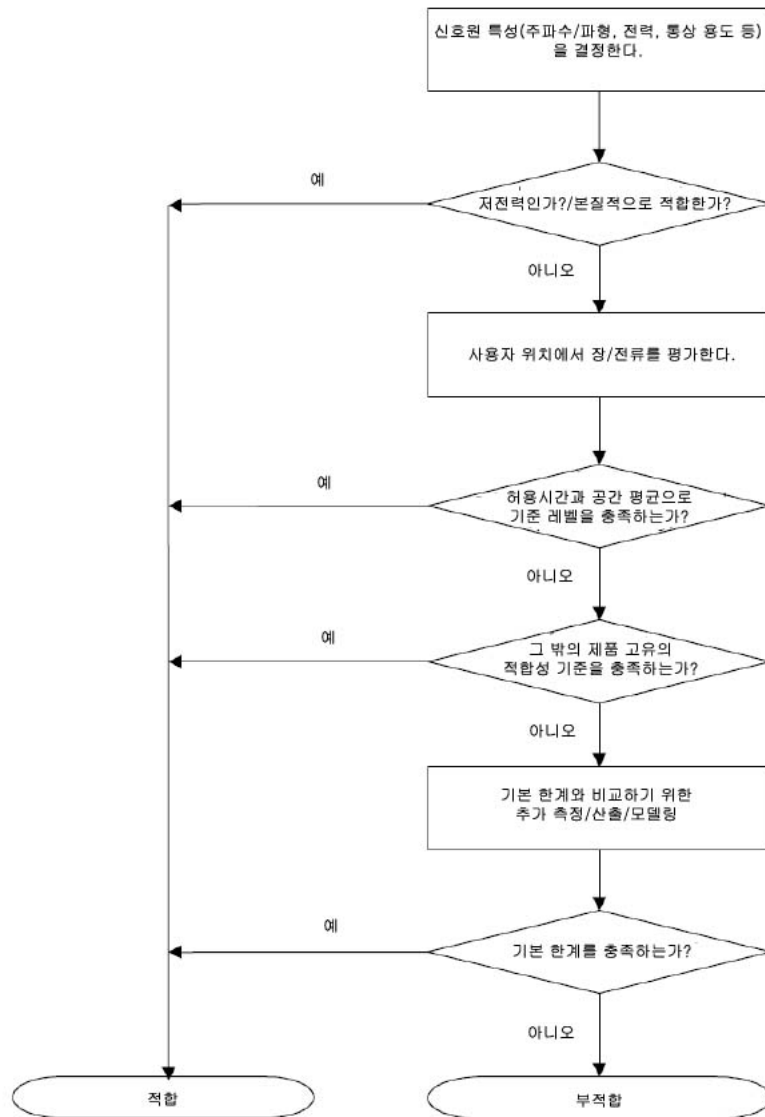 신호원 특성(주파수/파형, 전력, 통상 용도 등)
을 결정한다.
예
저전력인가?/본질적으로 적합한가?
아니오
사용자 위치에서 장/전류를 평가한다.
예
허용시간과 공간 평균으로
기준 레벨을 충족하는가?
아니오
예
그 밖의 제품 고유의
적합성 기준을 충족하는가?
아니오
기본 한계와 비교하기 위한
추가 측정/산출/모델링
예
기본 한계를 충족하는가?
아니오
적합
부적합